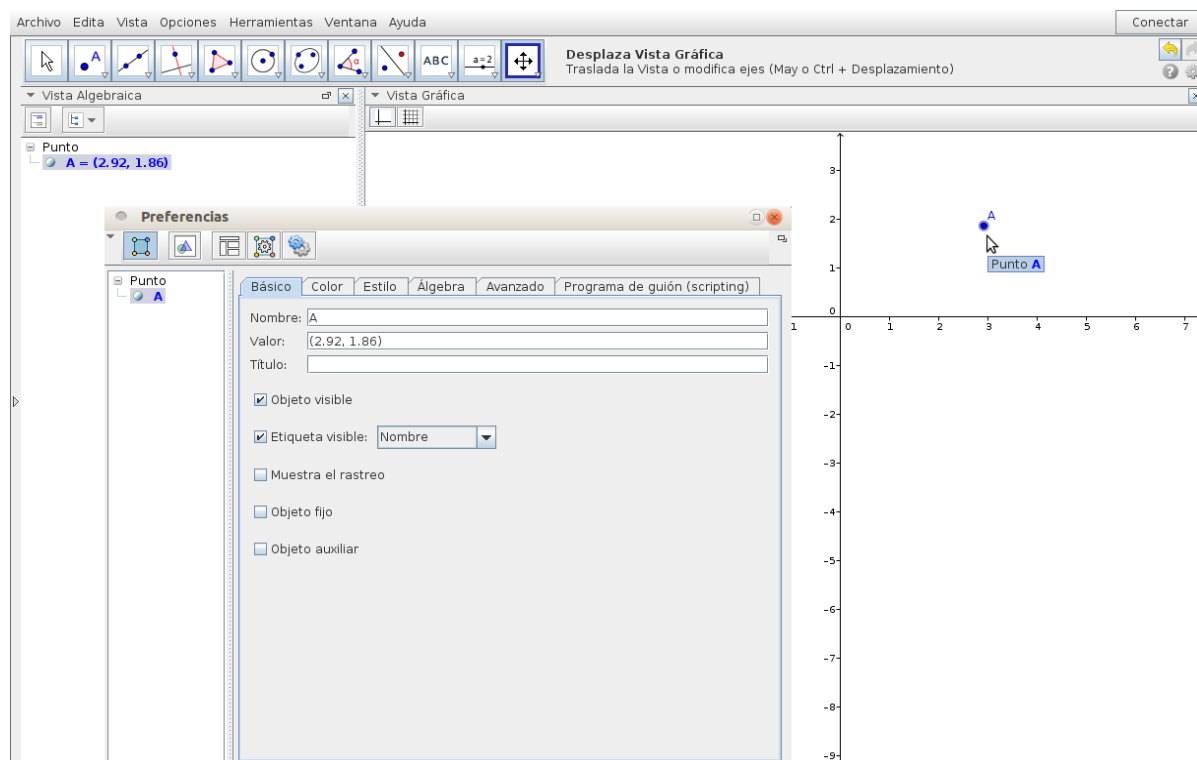 Archivo Edita Vista Opciones Herramientas Ventana Ayuda
Conectar
A
α
ABC
a=2
Desplaza Vista Gráfica
Traslada la Vista o modifica ejes (May o Ctrl + Desplazamiento)
Vista Algebraica
Vista Gráfica
Punto
A = (2.92, 1.86)
Preferencias
Punto
A
Básico Color Estilo Álgebra Avanzado Programa de guión (scripting)
Nombre: A
Valor: (2.92, 1.86)
Título:
Objeto visible
Etiqueta visible: Nombre
Muestra el rastreo
Objeto fijo
Objeto auxiliar
3
2
A
Punto A
1
0
1 0 1 2 3 4 5 6 7
-1
-2
-3
-4
-5
-6
-7
-8
-9